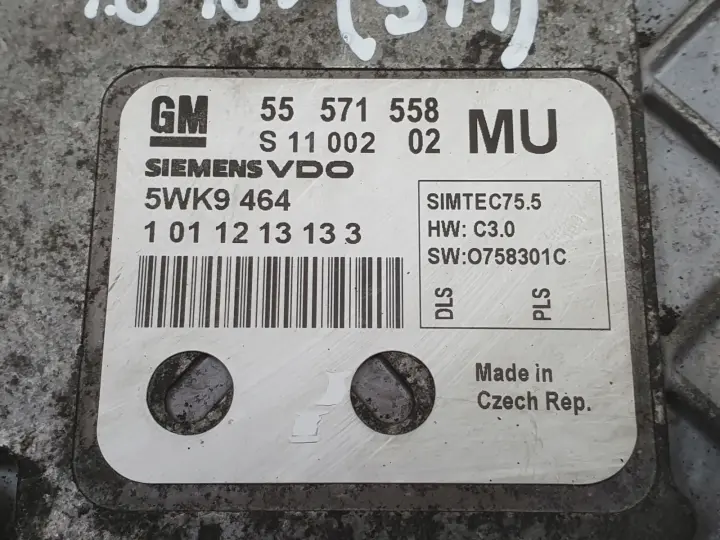 (5M)
GM 55 571 558 MU
S 11 002 02
SIEMENS VDO
5WK9 464
1 01 12 13 13 3
SIMTEC75.5
HW: C3.0
SW:O758301C
DLS PLS
Made in
Czech Rep.